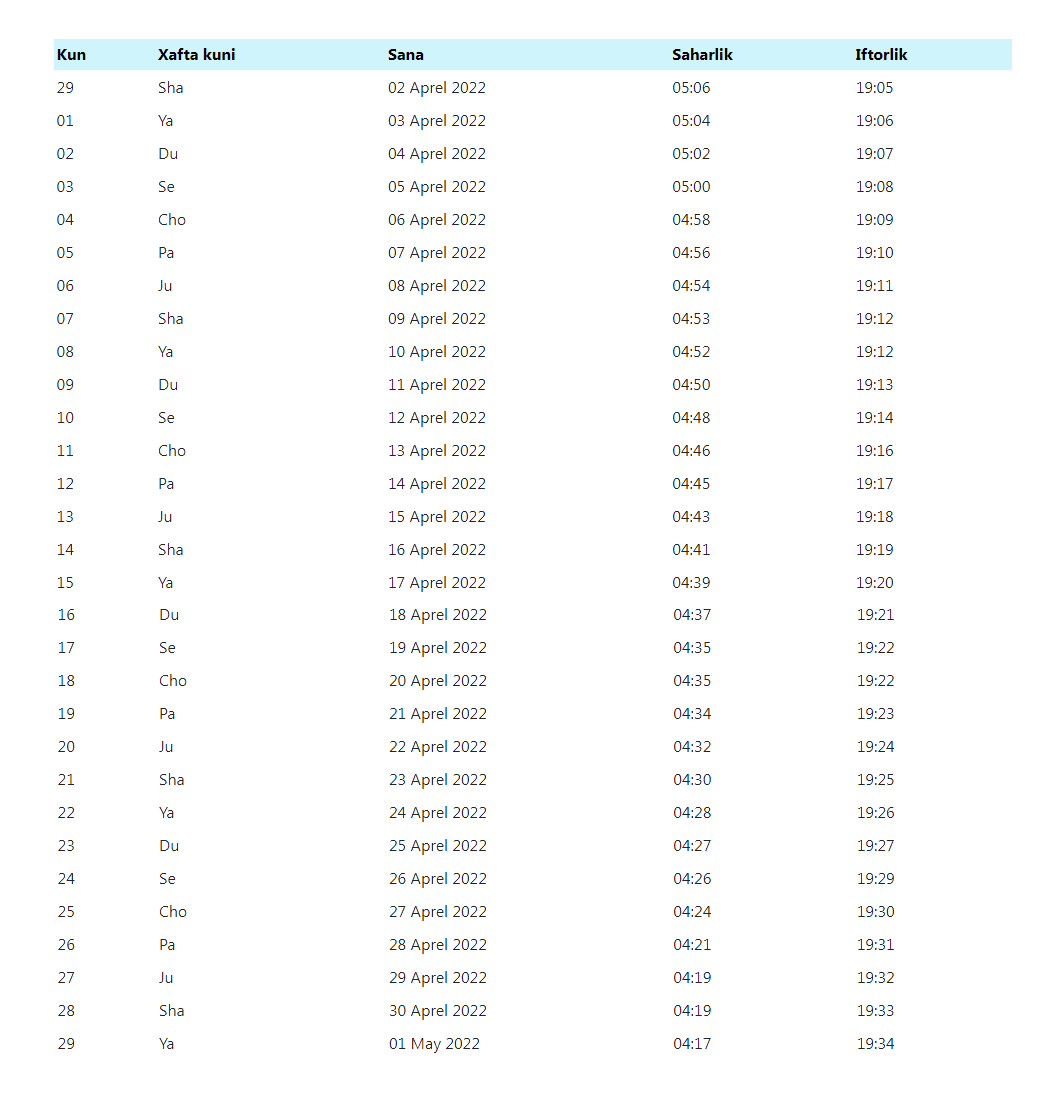 Kun Xafta kuni Sana Saharlik Iftorlik
29 Sha 02 Aprel 2022 05:06 19:05
01 Ya 03 Aprel 2022 05:04 19:06
02 Du 04 Aprel 2022 05:02 19:07
03 Se 05 Aprel 2022 05:00 19:08
04 Cho 06 Aprel 2022 04:58 19:09
05 Pa 07 Aprel 2022 04:56 19:10
06 Ju 08 Aprel 2022 04:54 19:11
07 Sha 09 Aprel 2022 04:53 19:12
08 Ya 10 Aprel 2022 04:52 19:12
09 Du 11 Aprel 2022 04:50 19:13
10 Se 12 Aprel 2022 04:48 19:14
11 Cho 13 Aprel 2022 04:46 19:16
12 Pa 14 Aprel 2022 04:45 19:17
13 Ju 15 Aprel 2022 04:43 19:18
14 Sha 16 Aprel 2022 04:41 19:19
15 Ya 17 Aprel 2022 04:39 19:20
16 Du 18 Aprel 2022 04:37 19:21
17 Se 19 Aprel 2022 04:35 19:22
18 Cho 20 Aprel 2022 04:35 19:22
19 Pa 21 Aprel 2022 04:34 19:23
20 Ju 22 Aprel 2022 04:32 19:24
21 Sha 23 Aprel 2022 04:30 19:25
22 Ya 24 Aprel 2022 04:28 19:26
23 Du 25 Aprel 2022 04:27 19:27
24 Se 26 Aprel 2022 04:26 19:29
25 Cho 27 Aprel 2022 04:24 19:30
26 Pa 28 Aprel 2022 04:21 19:31
27 Ju 29 Aprel 2022 04:19 19:32
28 Sha 30 Aprel 2022 04:19 19:33
29 Ya 01 May 2022 04:17 19:34